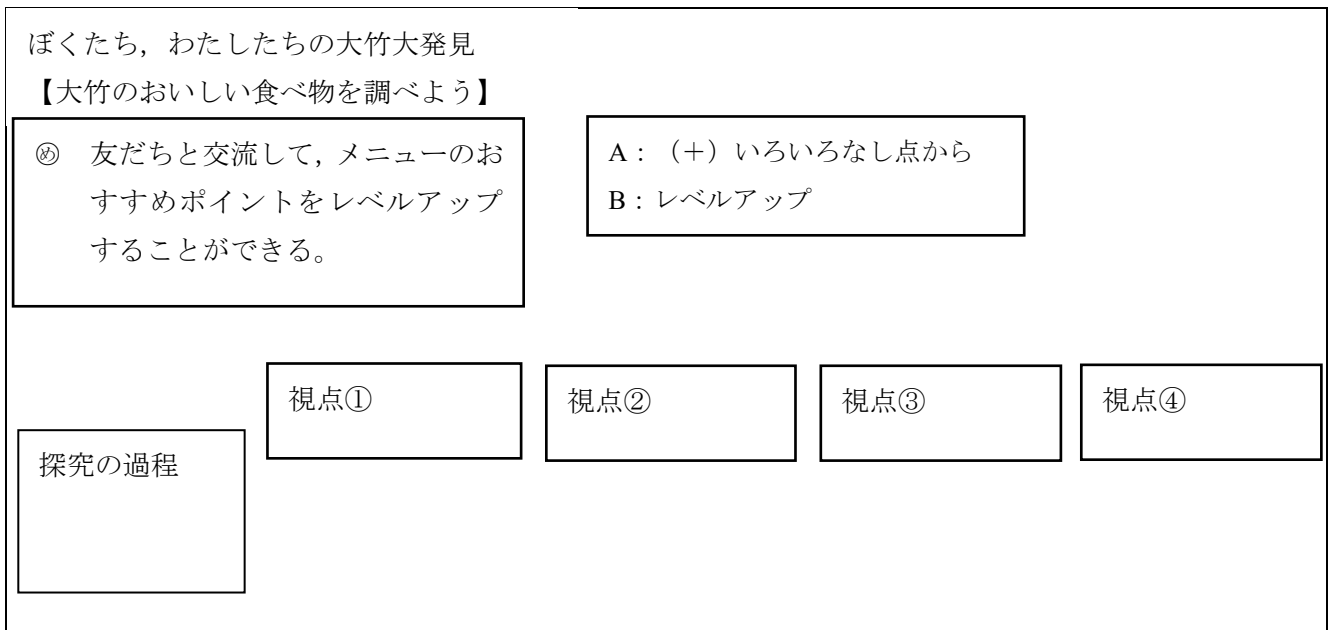 ぼくたち，わたしたちの大竹大発見
【大竹のおいしい食べ物を調べよう】
㋱ 友だちと交流して，メニューのお
すすめポイントをレベルアップ
することができる。
A：（＋）いろいろなし点から
B：レベルアップ
視点①
視点②
視点③
視点④
探究の過程